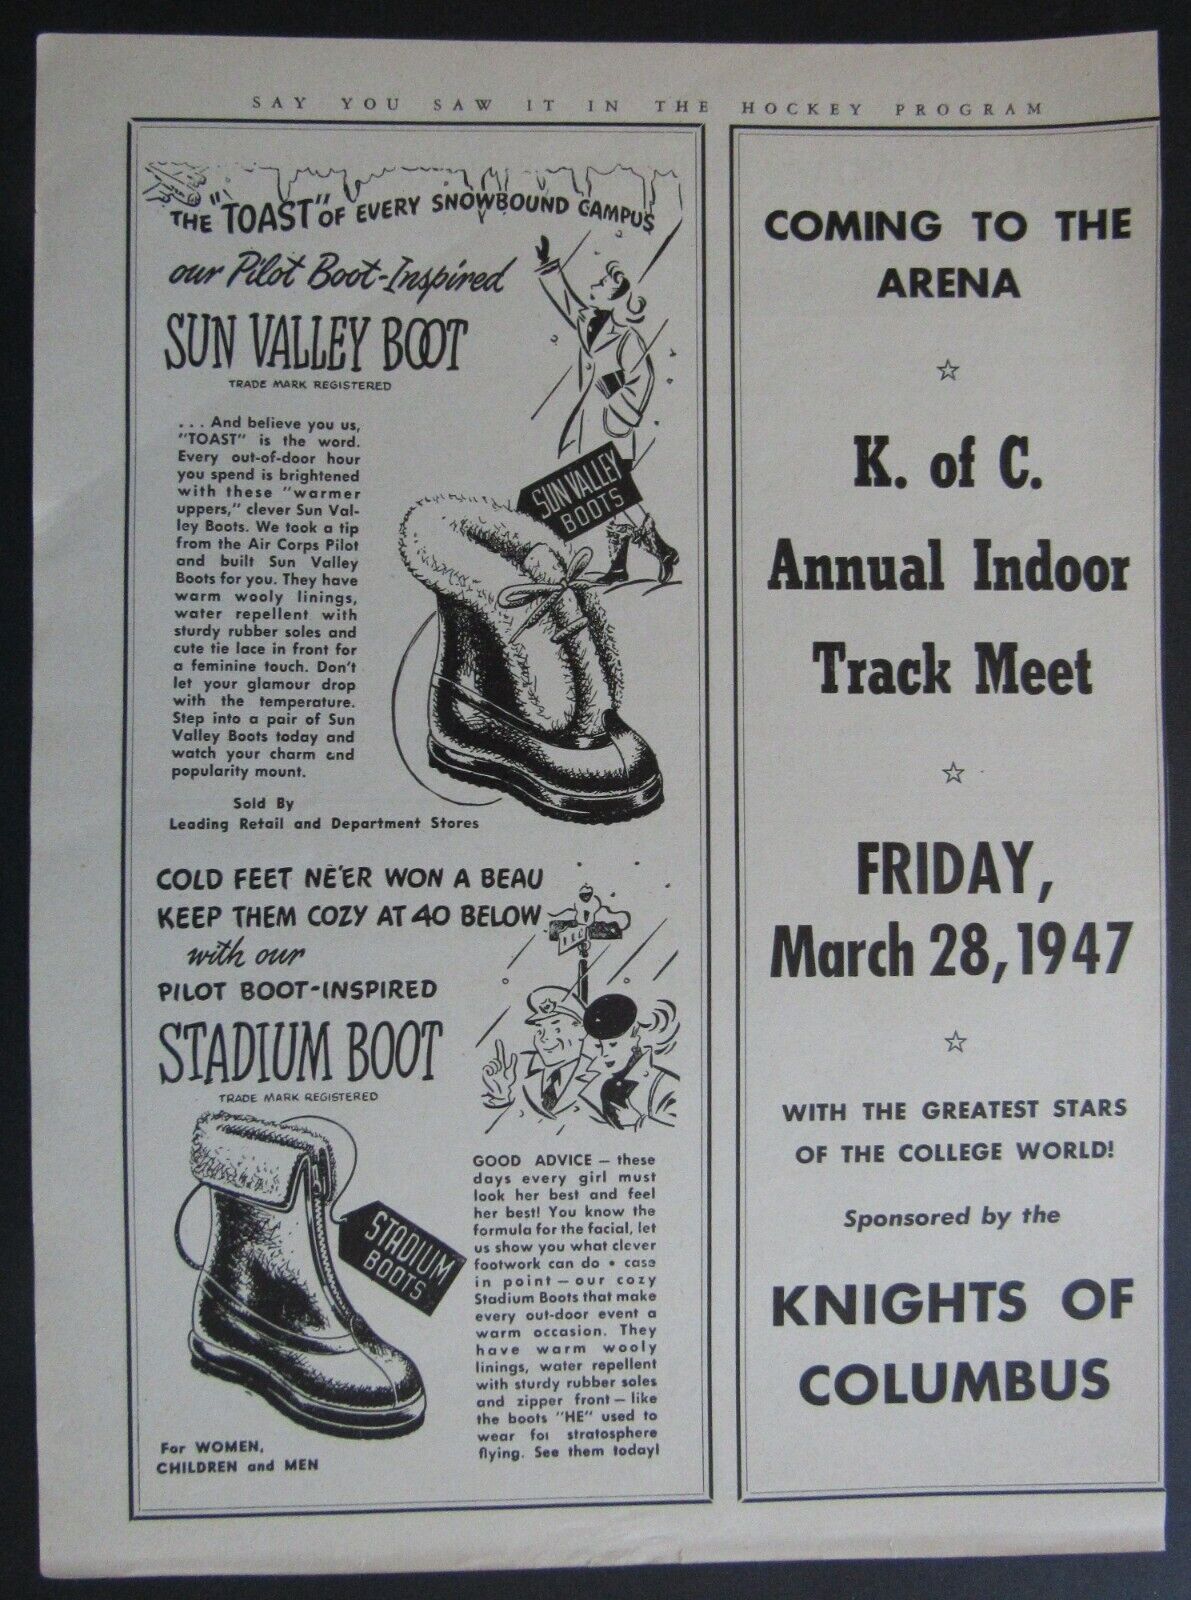 SAY YOU SAW IT IN THE HOCKEY PROGRAM
THE "TOAST" OF EVERY SNOWBOUND CAMPUS
our Pilot Boot-Inspired
SUN VALLEY BOOT
TRADE MARK REGISTERED
... And believe you us,
"TOAST" is the word.
Every out-of-door hour
you spend is brightened
with these "warmer
uppers," clever Sun Val-
ley Boots. We took a tip
from the Air Corps Pilot
and built Sun Valley
Boots for you. They have
warm wooly linings,
water repellent with
sturdy rubber soles and
cute tie lace in front for
a feminine touch. Don't
let your glamour drop
with the temperature.
Step into a pair of Sun
Valley Boots today and
watch your charm and
popularity mount.
SUN VALLEY
BOOTS
Sold By
Leading Retail and Department Stores
COLD FEET NE'ER WON A BEAU
KEEP THEM COZY AT 40 BELOW
with our
PILOT BOOT-INSPIRED
STADIUM BOOT
TRADE MARK REGISTERED
STADIUM
BOOTS
GOOD ADVICE — these
days every girl must
look her best and feel
her best! You know the
formula for the facial, let
us show you what clever
footwork can do • case
in point — our cozy
Stadium Boots that make
every out-door event a
warm occasion. They
have warm wooly
linings, water repellent
with sturdy rubber soles
and zipper front — like
the boots "HE" used to
wear for stratosphere
flying. See them today!
For WOMEN,
CHILDREN and MEN
COMING TO THE
ARENA
K. of C.
Annual Indoor
Track Meet
FRIDAY,
March 28, 1947
WITH THE GREATEST STARS
OF THE COLLEGE WORLD!
Sponsored by the
KNIGHTS OF
COLUMBUS